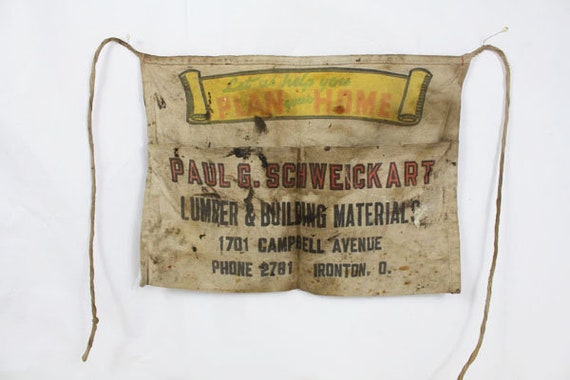 Let us help you
PLAN your HOME
PAUL G. SCHWEICKART
LUMBER & BUILDING MATERIALS
1701 CAMPBELL AVENUE
PHONE 2781 IRONTON, O.